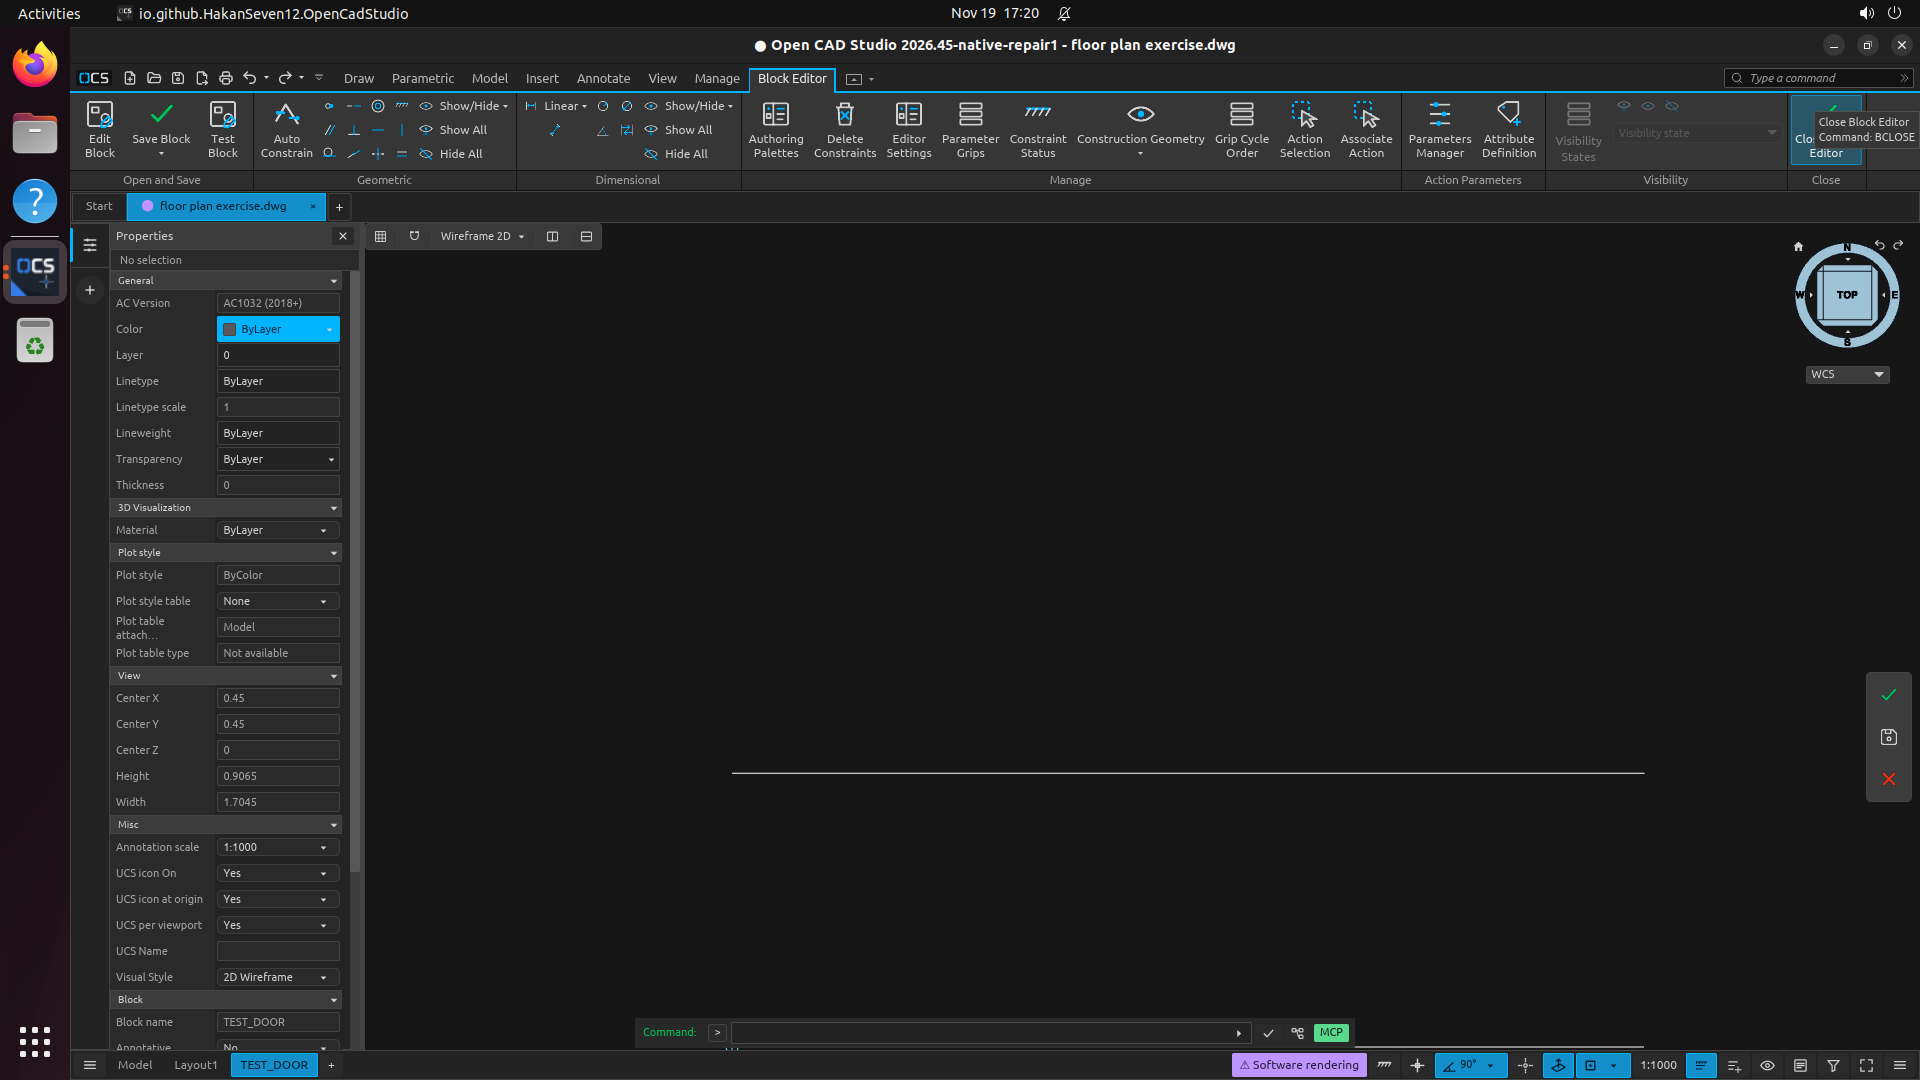 Activities
io.github.HakanSeven12.OpenCadStudio
Nov 19 17:20
Open CAD Studio 2026.45-native-repair1 - floor plan exercise.dwg
OCS
Draw Parametric Model Insert Annotate View Manage Block Editor
Type a command
Edit Block
Save Block
Test Block
Open and Save
Auto Constrain
Show/Hide
Show All
Hide All
Geometric
Linear
Show/Hide
Show All
Hide All
Dimensional
Authoring Palettes
Delete Constraints
Editor Settings
Parameter Grips
Constraint Status
Construction Geometry
Grip Cycle Order
Action Selection
Associate Action
Manage
Parameters Manager
Attribute Definition
Action Parameters
Visibility States
Visibility state
Visibility
Editor
Close
Close Block Editor
Command: BCLOSE
Start
floor plan exercise.dwg
Properties
No selection
General
AC Version AC1032 (2018+)
Color ByLayer
Layer 0
Linetype ByLayer
Linetype scale 1
Lineweight ByLayer
Transparency ByLayer
Thickness 0
3D Visualization
Material ByLayer
Plot style
Plot style ByColor
Plot style table None
Plot table attach... Model
Plot table type Not available
View
Center X 0.45
Center Y 0.45
Center Z 0
Height 0.9065
Width 1.7045
Misc
Annotation scale 1:1000
UCS icon On Yes
UCS icon at origin Yes
UCS per viewport Yes
UCS Name
Visual Style 2D Wireframe
Block
Block name TEST_DOOR
Annotative No
Wireframe 2D
N
W
TOP
E
S
WCS
Command: >
MCP
Model Layout1 TEST_DOOR +
Software rendering
90°
1:1000